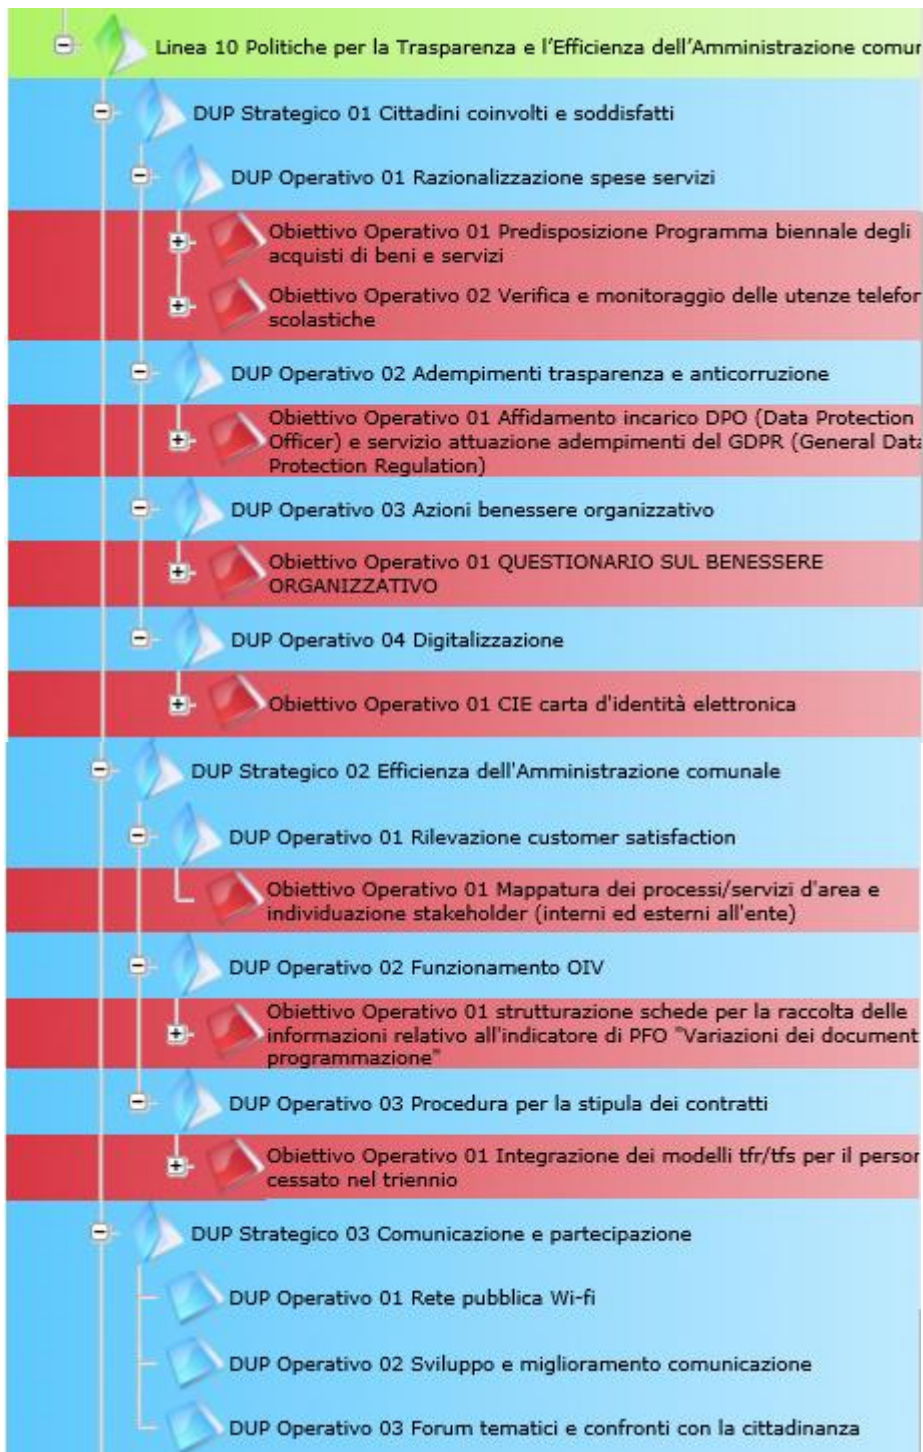 Linea 10 Politiche per la Trasparenza e l'Efficienza dell'Amministrazione comur
DUP Strategico 01 Cittadini coinvolti e soddisfatti
DUP Operativo 01 Razionalizzazione spese servizi
Obiettivo Operativo 01 Predisposizione Programma biennale degli
acquisti di beni e servizi
Obiettivo Operativo 02 Verifica e monitoraggio delle utenze telefor
scolastiche
DUP Operativo 02 Adempimenti trasparenza e anticorruzione
Obiettivo Operativo 01 Affidamento incarico DPO (Data Protection
Officer) e servizio attuazione adempimenti del GDPR (General Data
Protection Regulation)
DUP Operativo 03 Azioni benessere organizzativo
Obiettivo Operativo 01 QUESTIONARIO SUL BENESSERE
ORGANIZZATIVO
DUP Operativo 04 Digitalizzazione
Obiettivo Operativo 01 CIE carta d'identità elettronica
DUP Strategico 02 Efficienza dell'Amministrazione comunale
DUP Operativo 01 Rilevazione customer satisfaction
Obiettivo Operativo 01 Mappatura dei processi/servizi d'area e
individuazione stakeholder (interni ed esterni all'ente)
DUP Operativo 02 Funzionamento OIV
Obiettivo Operativo 01 strutturazione schede per la raccolta delle
informazioni relativo all'indicatore di PFO "Variazioni dei document
programmazione"
DUP Operativo 03 Procedura per la stipula dei contratti
Obiettivo Operativo 01 Integrazione dei modelli tfr/tfs per il persor
cessato nel triennio
DUP Strategico 03 Comunicazione e partecipazione
DUP Operativo 01 Rete pubblica Wi-fi
DUP Operativo 02 Sviluppo e miglioramento comunicazione
DUP Operativo 03 Forum tematici e confronti con la cittadinanza